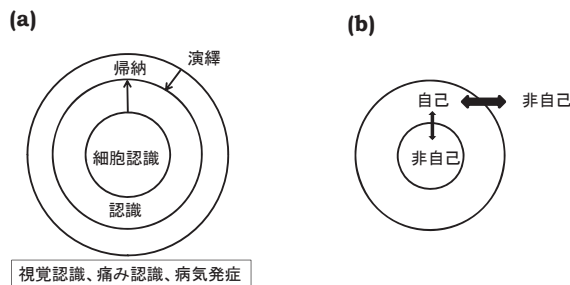 (a)
帰納
演繹
細胞認識
認識
視覚認識、痛み認識、病気発症
(b)
自己
非自己
非自己